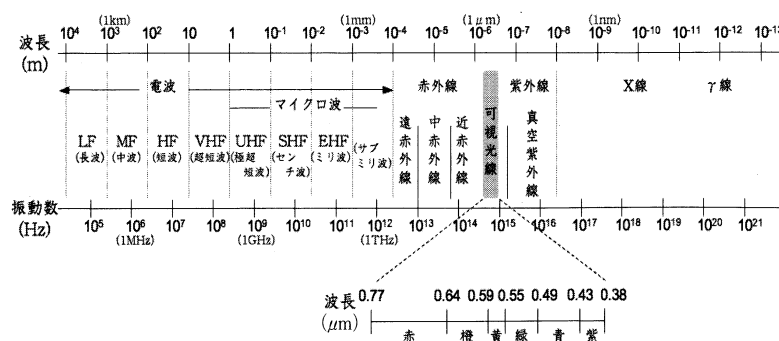 (1km) (1mm) (1μm) (1nm)
波長 10⁴ 10³ 10² 10 1 10⁻¹ 10⁻² 10⁻³ 10⁻⁴ 10⁻⁵ 10⁻⁶ 10⁻⁷ 10⁻⁸ 10⁻⁹ 10⁻¹⁰ 10⁻¹¹ 10⁻¹² 10⁻¹³
(m)
電波 赤外線 可視光線 紫外線 X線 γ線
マイクロ波
遠赤外線 中赤外線 近赤外線 真空紫外線
LF MF HF VHF UHF SHF EHF (サブミリ波)
(長波) (中波) (短波) (超短波) (極超短波) (センチ波) (ミリ波)
振動数
(Hz) 10⁵ 10⁶ 10⁷ 10⁸ 10⁹ 10¹⁰ 10¹¹ 10¹² 10¹³ 10¹⁴ 10¹⁵ 10¹⁶ 10¹⁷ 10¹⁸ 10¹⁹ 10²⁰ 10²¹
(1MHz) (1GHz) (1THz)
波長 0.77 0.64 0.59 0.55 0.49 0.43 0.38
(μm)
赤 橙 黄 緑 青 紫